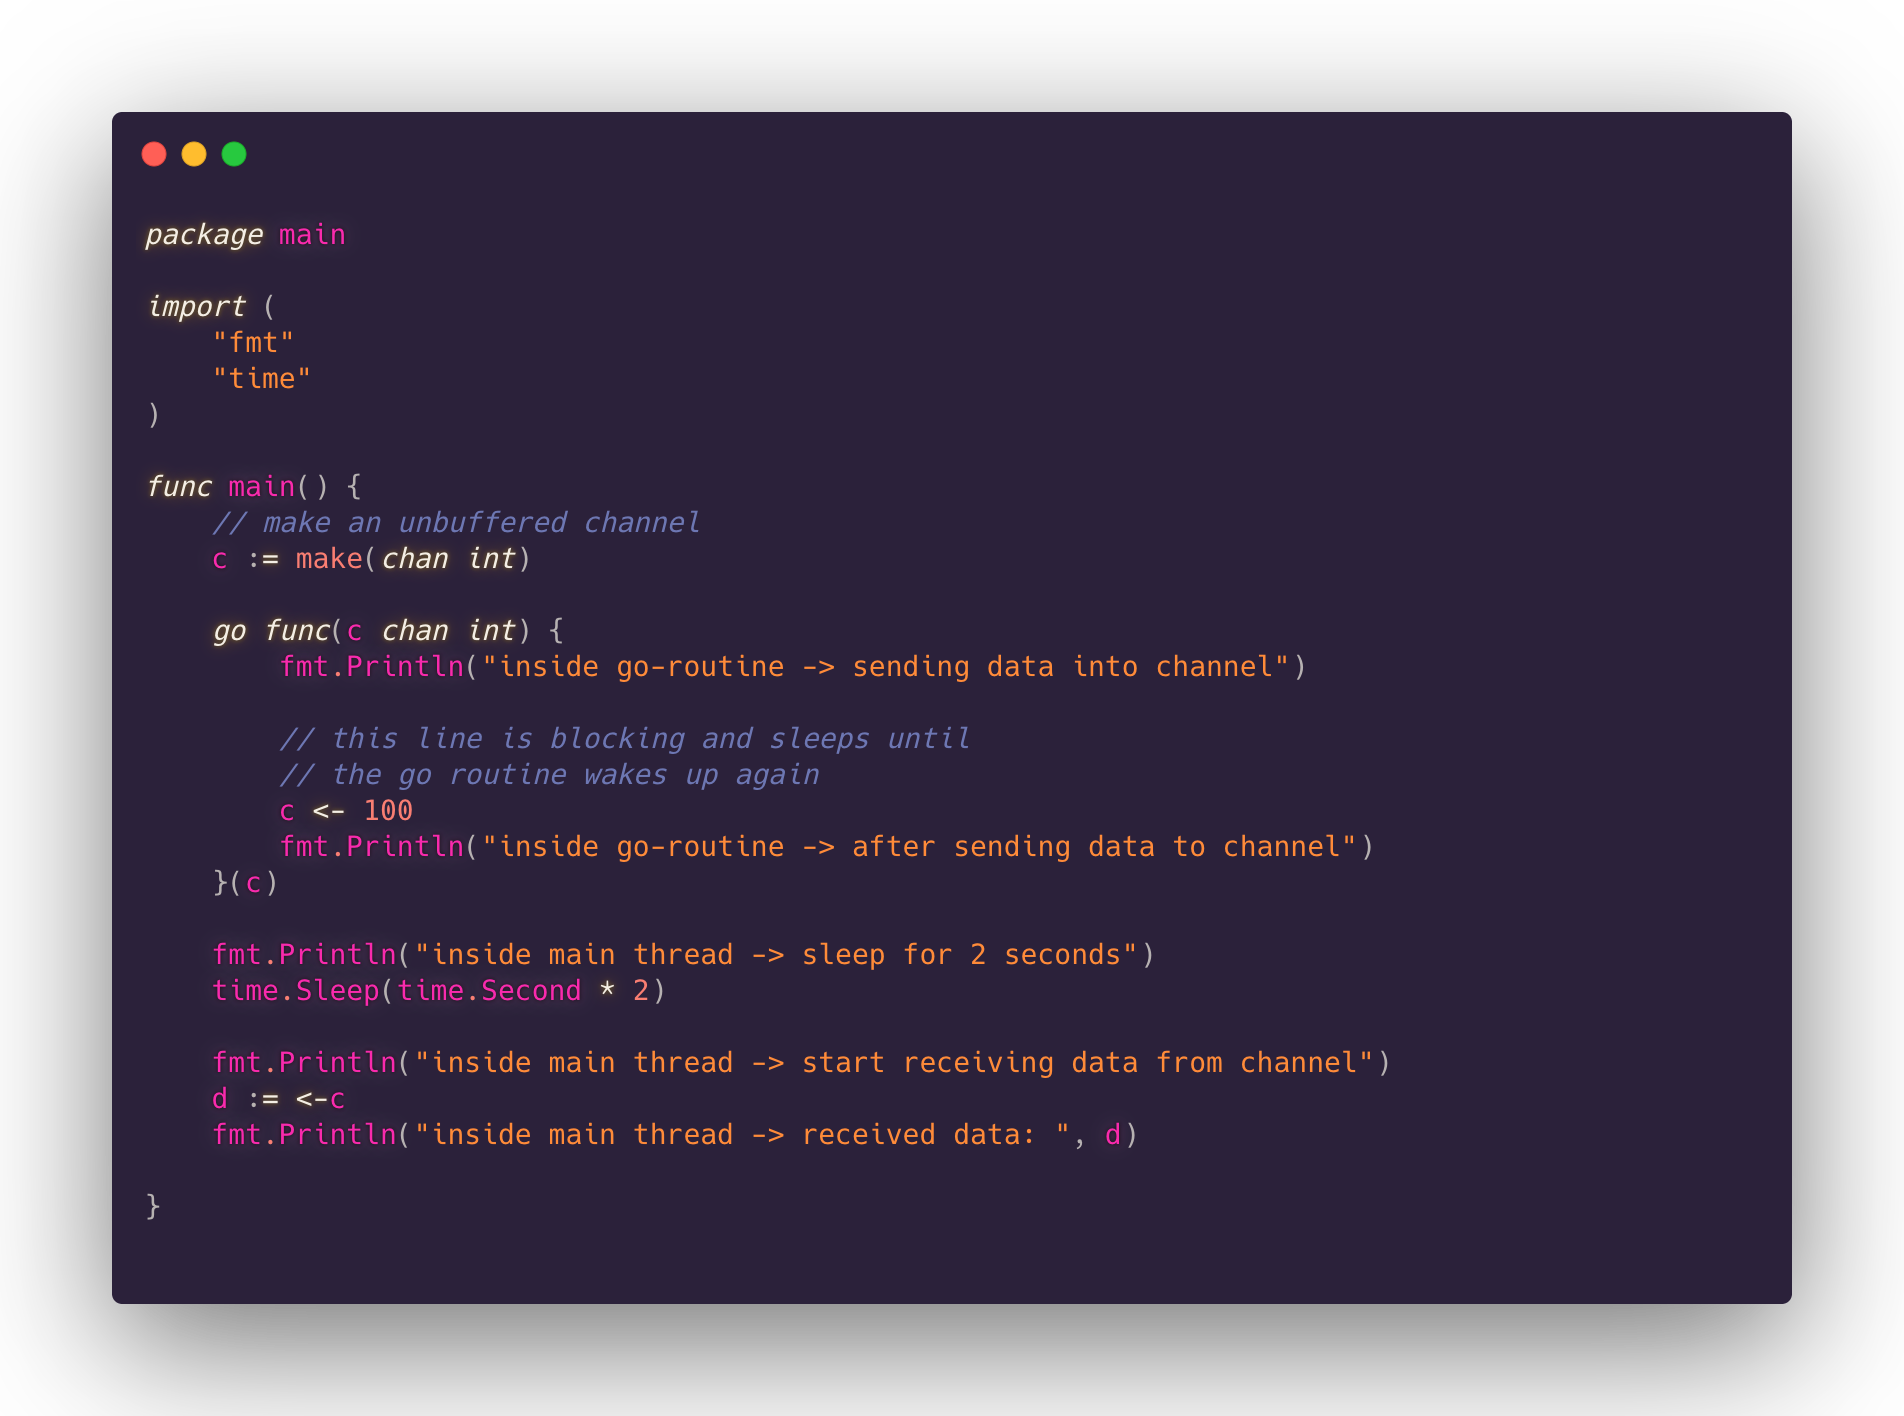 package main
import (
"fmt"
"time"
)
func main() {
// make an unbuffered channel
c := make(chan int)
go func(c chan int) {
fmt.Println("inside go-routine -> sending data into channel")
// this line is blocking and sleeps until
// the go routine wakes up again
c <- 100
fmt.Println("inside go-routine -> after sending data to channel")
}(c)
fmt.Println("inside main thread -> sleep for 2 seconds")
time.Sleep(time.Second * 2)
fmt.Println("inside main thread -> start receiving data from channel")
d := <-c
fmt.Println("inside main thread -> received data: ", d)
}